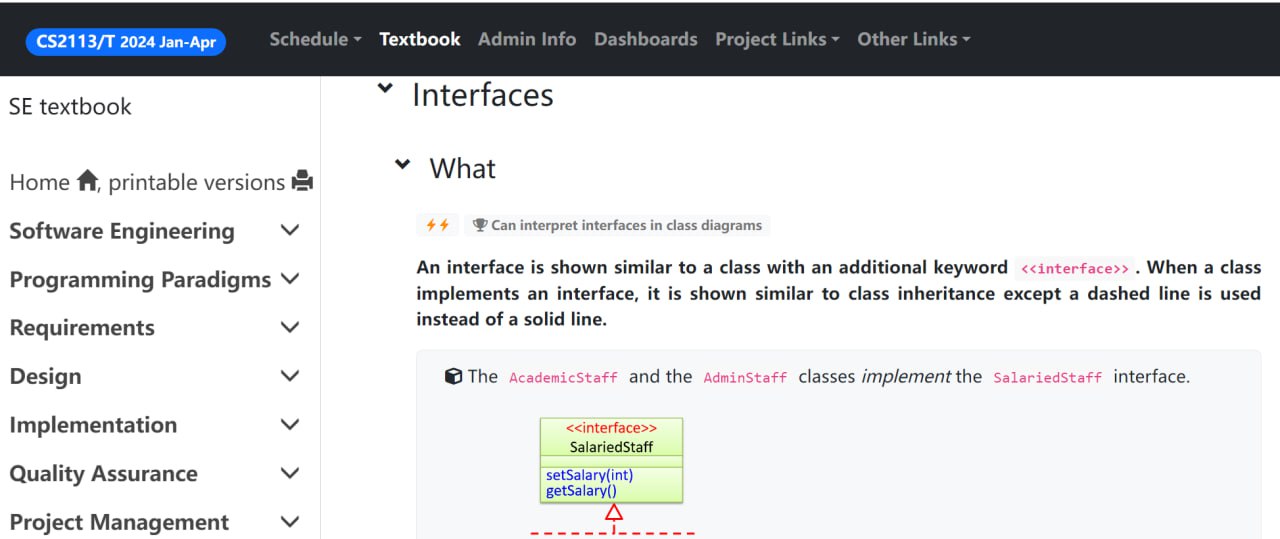 CS2113/T 2024 Jan-Apr Schedule Textbook Admin Info Dashboards Project Links Other Links
SE textbook
Home , printable versions
Software Engineering
Programming Paradigms
Requirements
Design
Implementation
Quality Assurance
Project Management
Interfaces
What
Can interpret interfaces in class diagrams
An interface is shown similar to a class with an additional keyword <<interface>> . When a class
implements an interface, it is shown similar to class inheritance except a dashed line is used
instead of a solid line.
The AcademicStaff and the AdminStaff classes implement the SalariedStaff interface.
<<interface>>
SalariedStaff
setSalary(int)
getSalary()